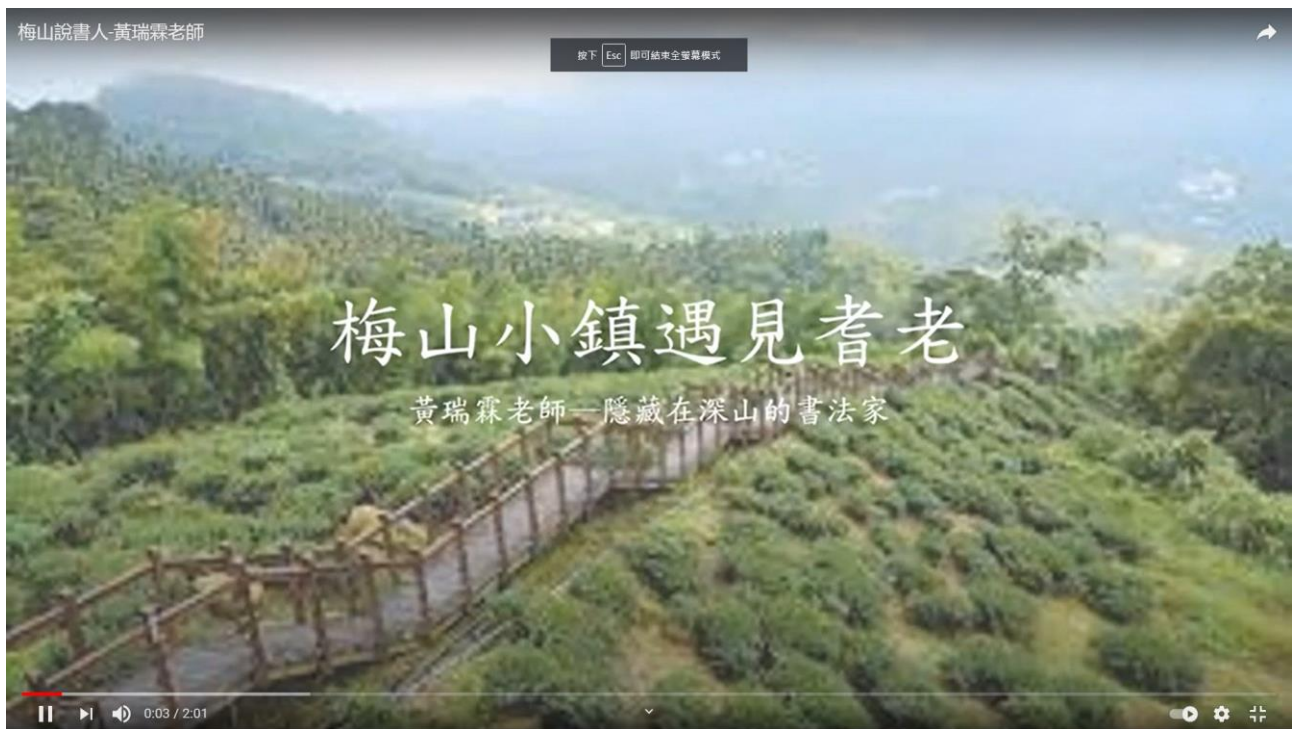 梅山說書人-黃瑞霖老師
按下 Esc 即可結束全螢幕模式
梅山小鎮遇見耆老
黃瑞霖老師—隱藏在深山的書法家
0:03 / 2:01